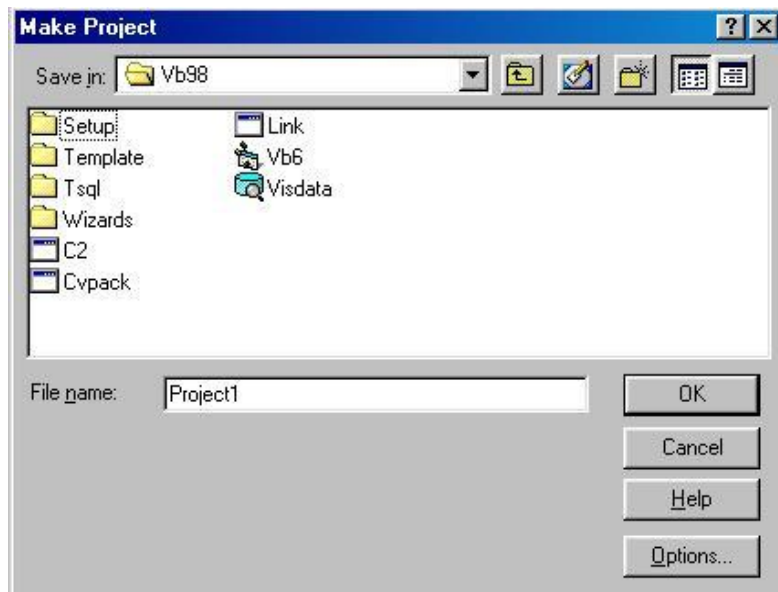 Make Project
Save in: Vb98
Setup
Template
Tsql
Wizards
C2
Cvpack
Link
Vb6
Visdata
File name: Project1
OK
Cancel
Help
Options...